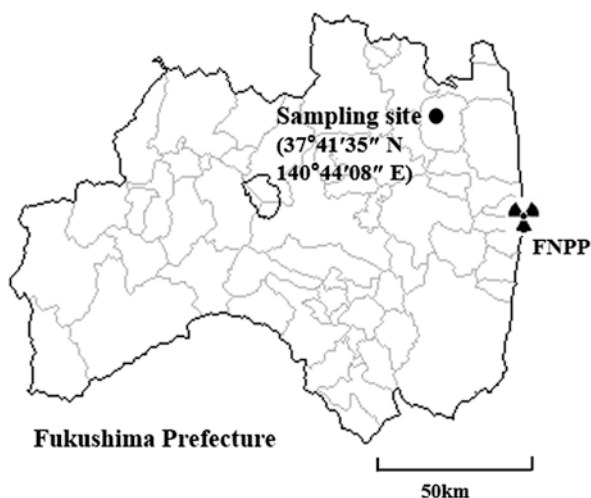 Sampling site
(37°41′35″ N
140°44′08″ E)
FNPP
Fukushima Prefecture
50km